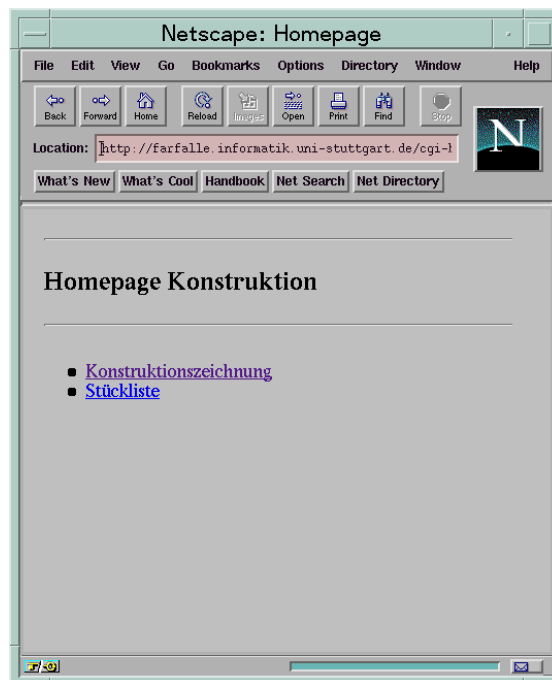 Netscape: Homepage
File Edit View Go Bookmarks Options Directory Window Help
Back Forward Home Reload Images Open Print Find Stop
N
Location: http://farfalle.informatik.uni-stuttgart.de/cgi-b
What's New What's Cool Handbook Net Search Net Directory
Homepage Konstruktion
Konstruktionszeichnung
Stückliste